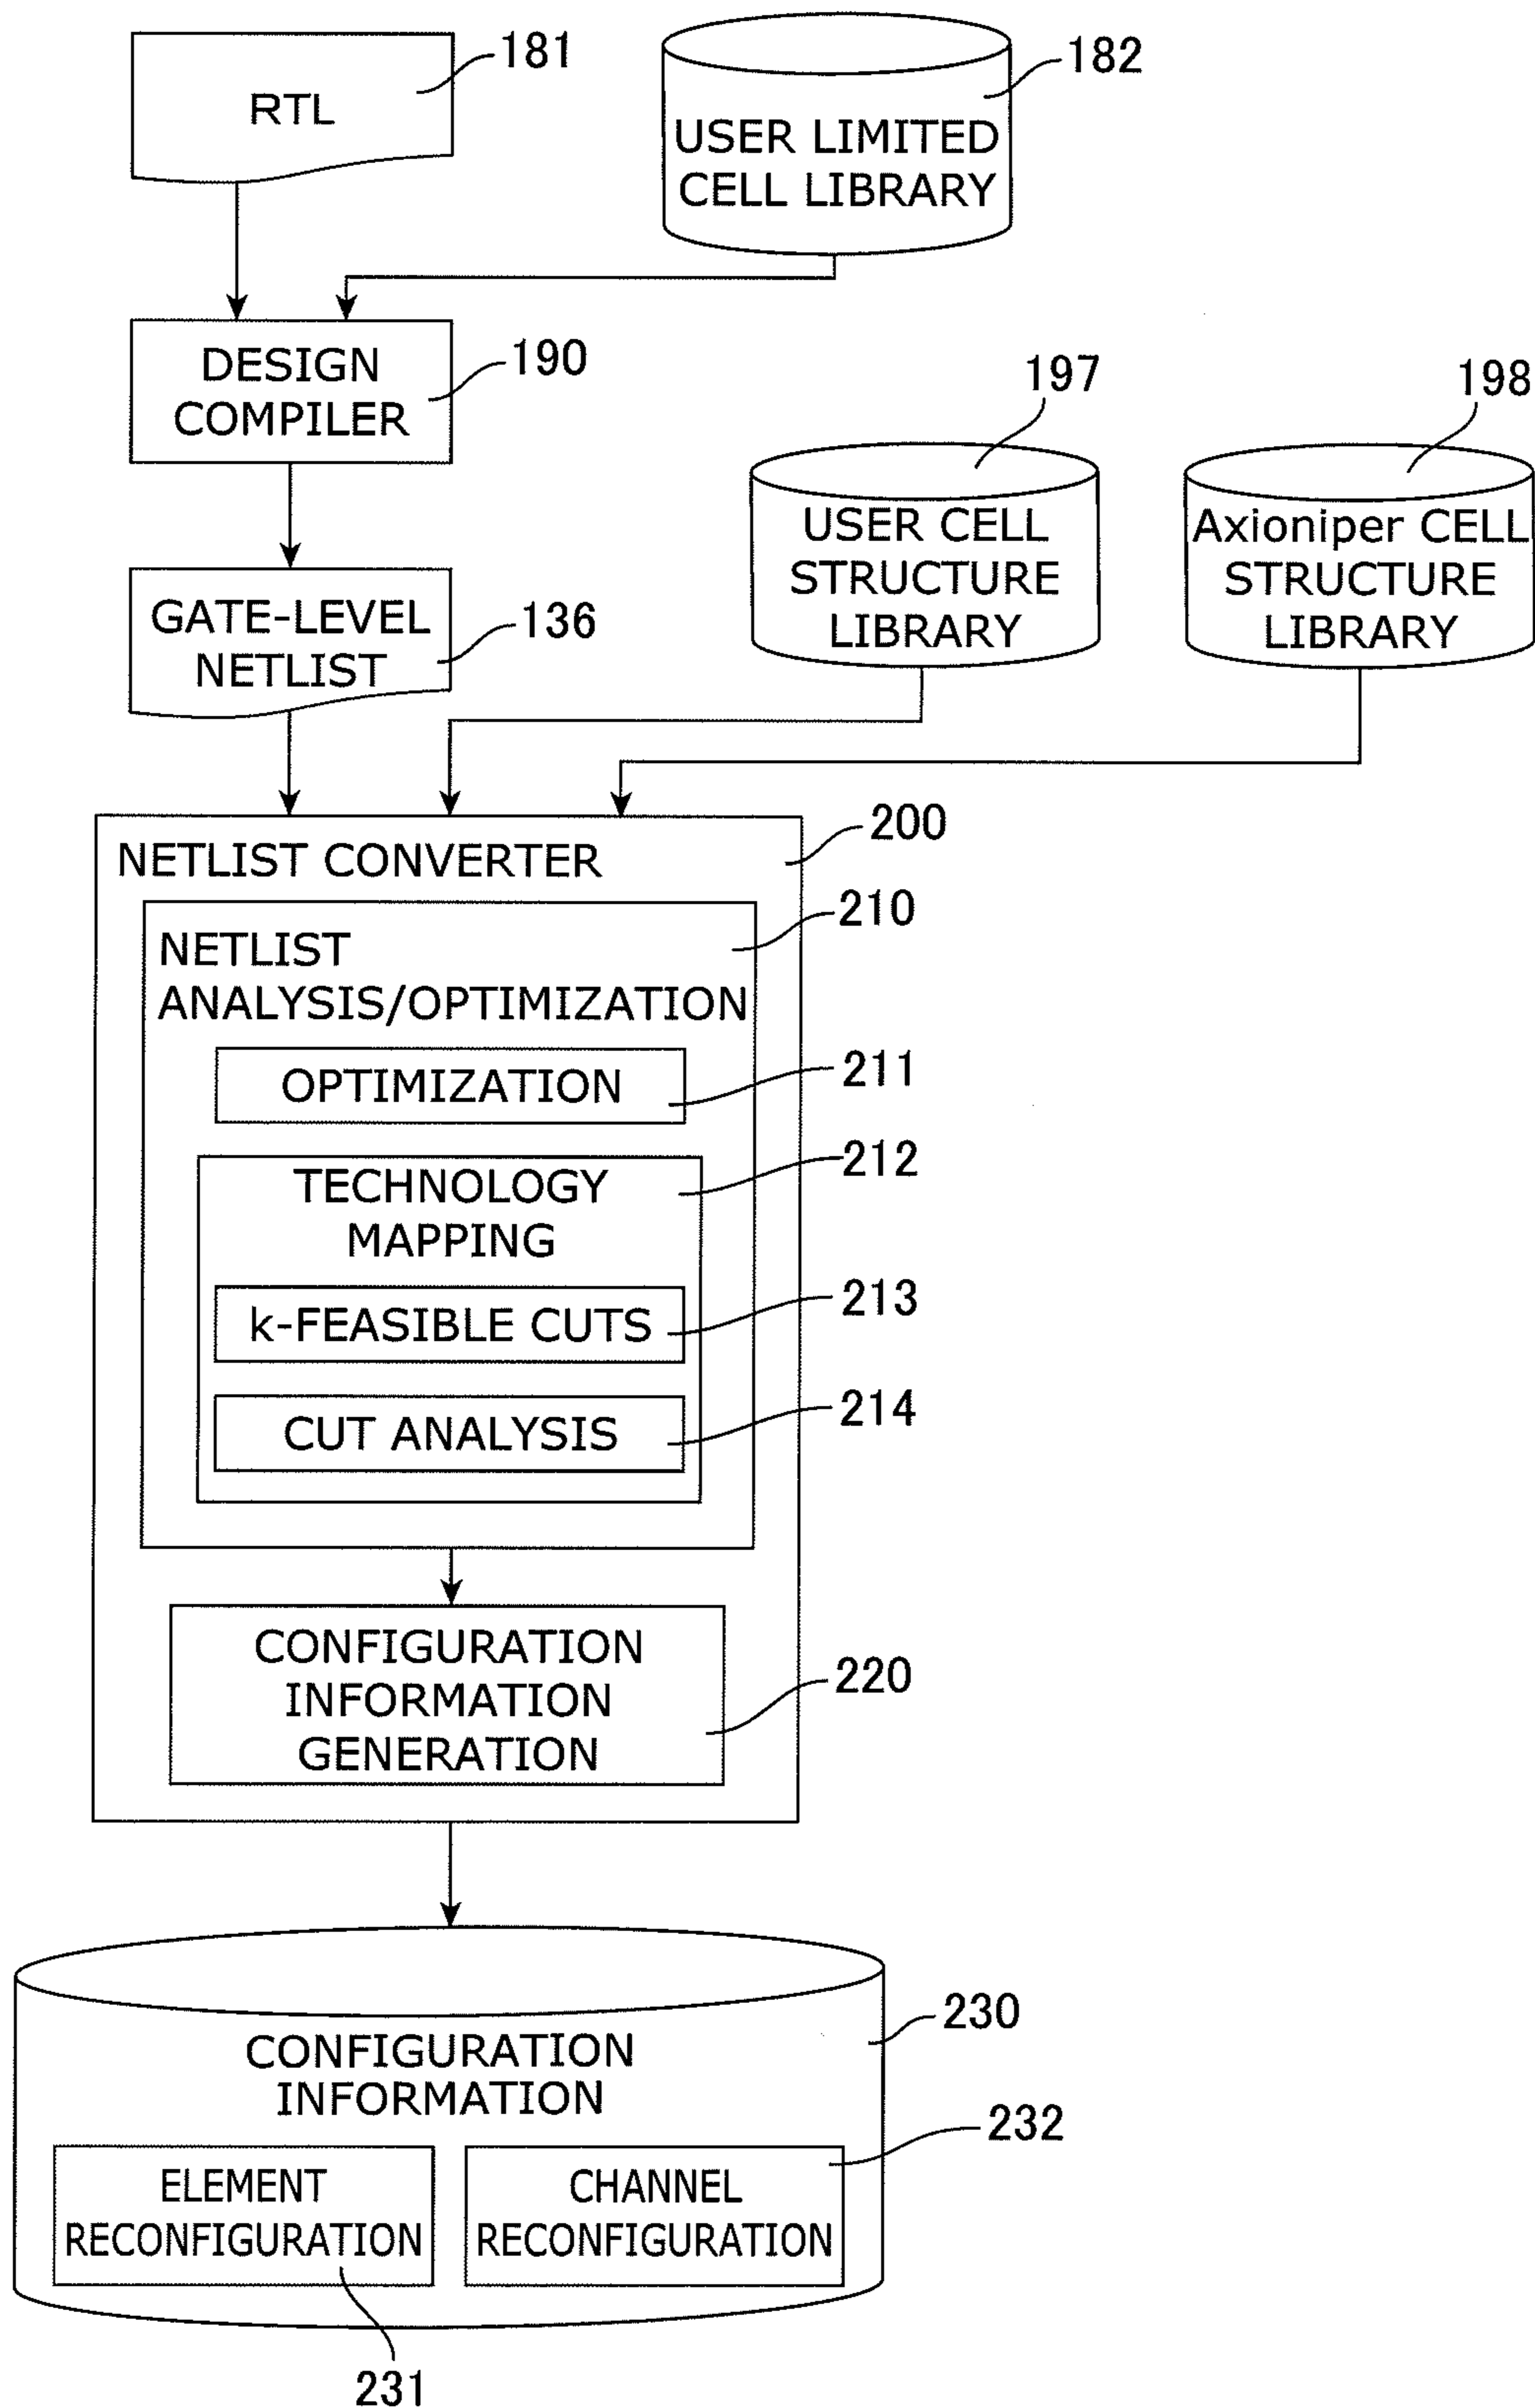 181
RTL
182
USER LIMITED
CELL LIBRARY
DESIGN
COMPILER
190
197
198
USER CELL
STRUCTURE
LIBRARY
Axioniper CELL
STRUCTURE
LIBRARY
GATE-LEVEL
NETLIST
136
200
NETLIST CONVERTER
210
NETLIST
ANALYSIS/OPTIMIZATION
OPTIMIZATION
211
TECHNOLOGY
MAPPING
212
k-FEASIBLE CUTS
213
CUT ANALYSIS
214
CONFIGURATION
INFORMATION
GENERATION
220
230
CONFIGURATION
INFORMATION
232
ELEMENT
RECONFIGURATION
CHANNEL
RECONFIGURATION
231